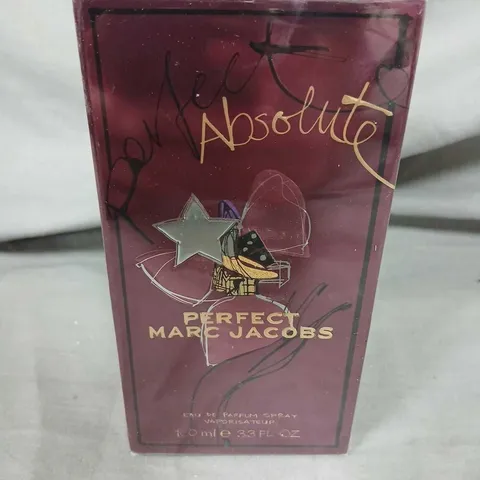 Perfect
Absolute
PERFECT
MARC JACOBS
EAU DE PARFUM SPRAY
VAPORISATEUR
100 ml e 3.3 FL OZ